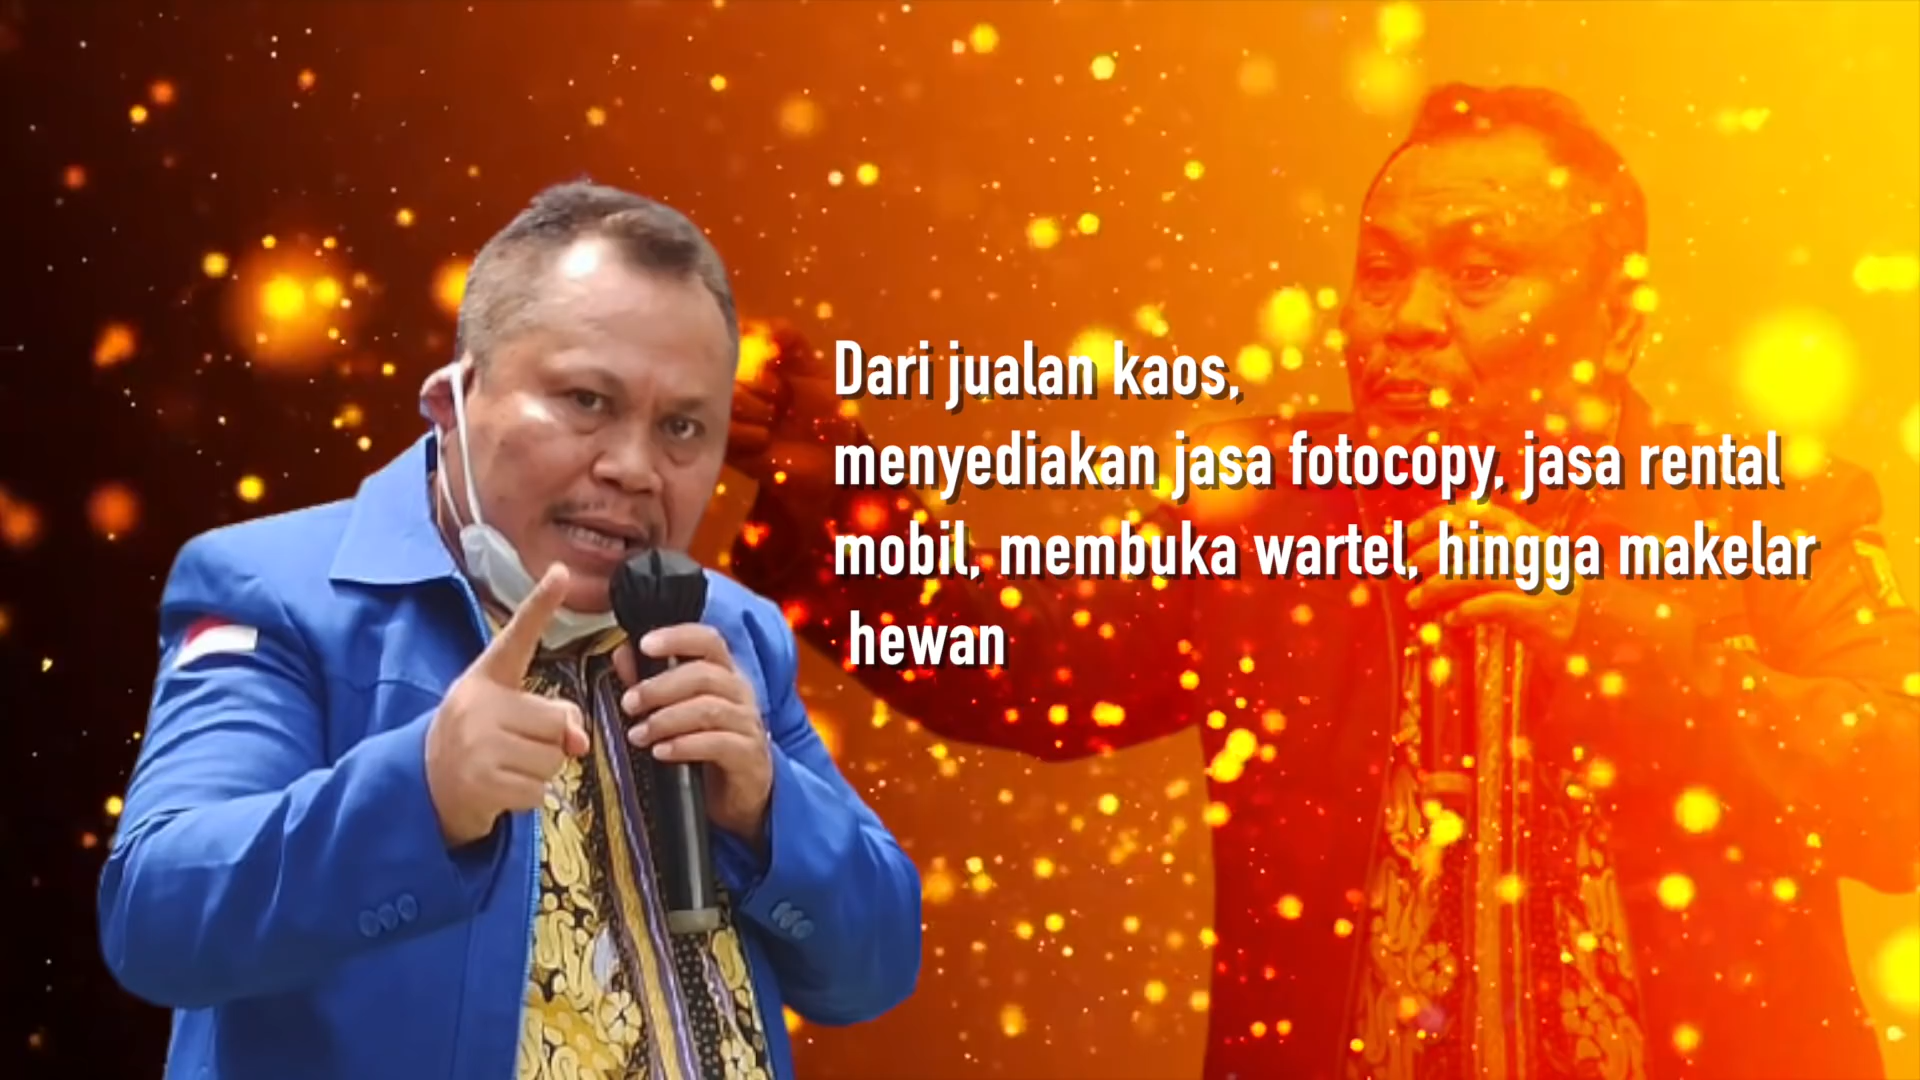 Dari jualan kaos,
menyediakan jasa fotocopy, jasa rental
mobil, membuka wartel, hingga makelar
hewan